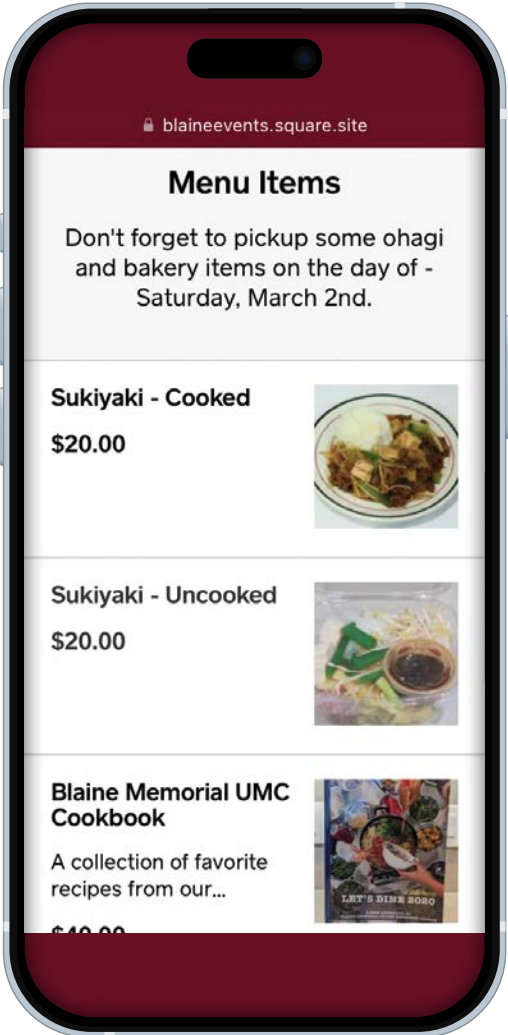 blaineevents.square.site
Menu Items
Don't forget to pickup some ohagi
and bakery items on the day of -
Saturday, March 2nd.
Sukiyaki - Cooked
$20.00
Sukiyaki - Uncooked
$20.00
Blaine Memorial UMC
Cookbook
A collection of favorite
recipes from our...
LET'S DINE 2020
$40.00